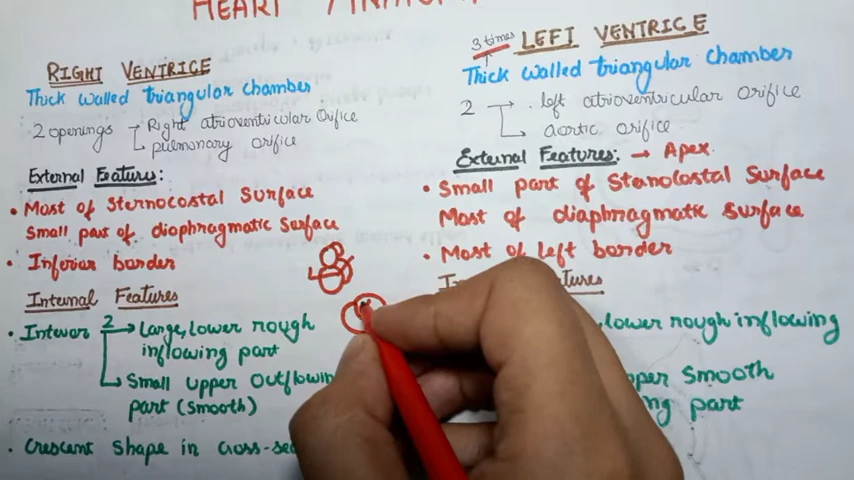 HEART
RIGHT VENTRICE
Thick walled triangular chamber
2 openings → Right atrioventricular Orifice
pulmonary orifice
External Features:
• Most of Sternocostal Surface
Small part of diaphragmatic Surface
• Inferior border
Internal Features
• Interior 2 → Large, lower rough
inflowing part
Small upper Outflowin
part (smooth)
• Crescent shape in cross-se
3 times LEFT VENTRICE
Thick walled triangular chamber
2 → left atrioventricular orifice
aortic orifice
External Features: → Apex
• Small part of Stenocostal Surface
Most of diaphragmatic Surface
• Most of left border
features
lower rough inflowing
pper Smooth
ng part